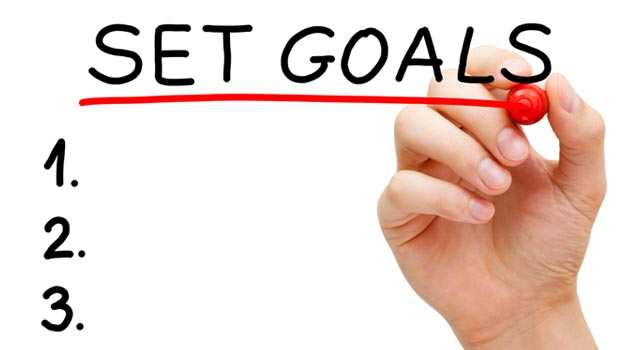 SET GOALS
1.
2.
3.